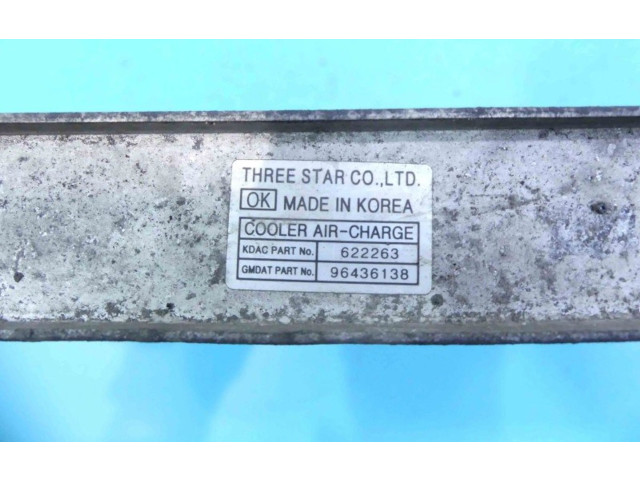 THREE STAR CO.,LTD.
OK MADE IN KOREA
COOLER AIR-CHARGE
KDAC PART No. 622263
GMDAT PART No. 96436138